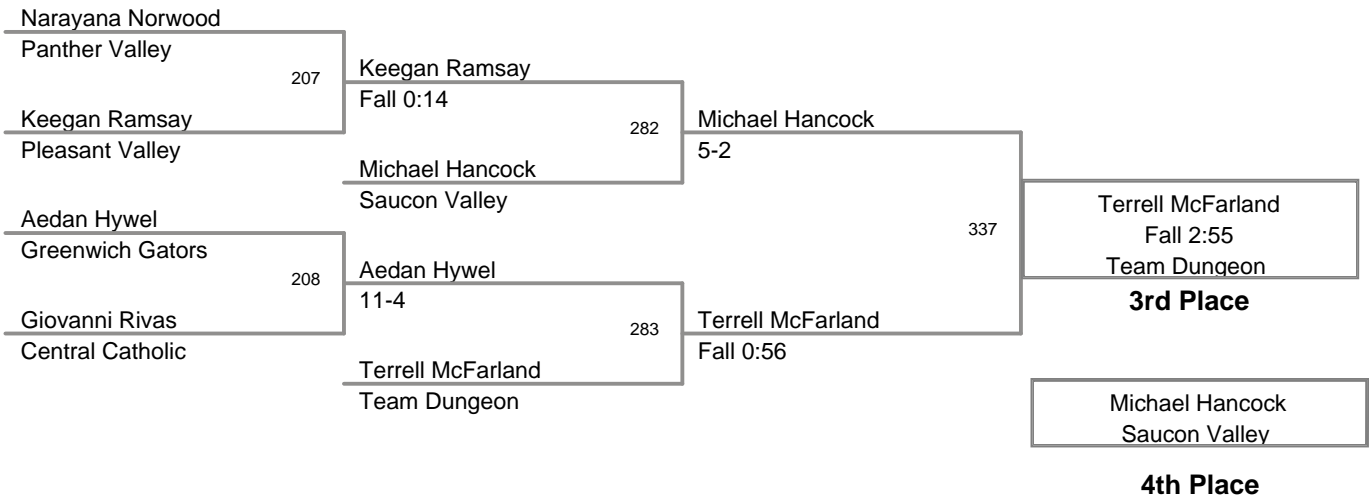 Narayana Norwood
Panther Valley
207
Keegan Ramsay
Fall 0:14
Keegan Ramsay
Pleasant Valley
282
Michael Hancock
5-2
Michael Hancock
Saucon Valley
Aedan Hywel
Greenwich Gators
208
Aedan Hywel
11-4
Giovanni Rivas
Central Catholic
283
Terrell McFarland
Fall 0:56
Terrell McFarland
Team Dungeon
337
Terrell McFarland
Fall 2:55
Team Dungeon
3rd Place
Michael Hancock
Saucon Valley
4th Place